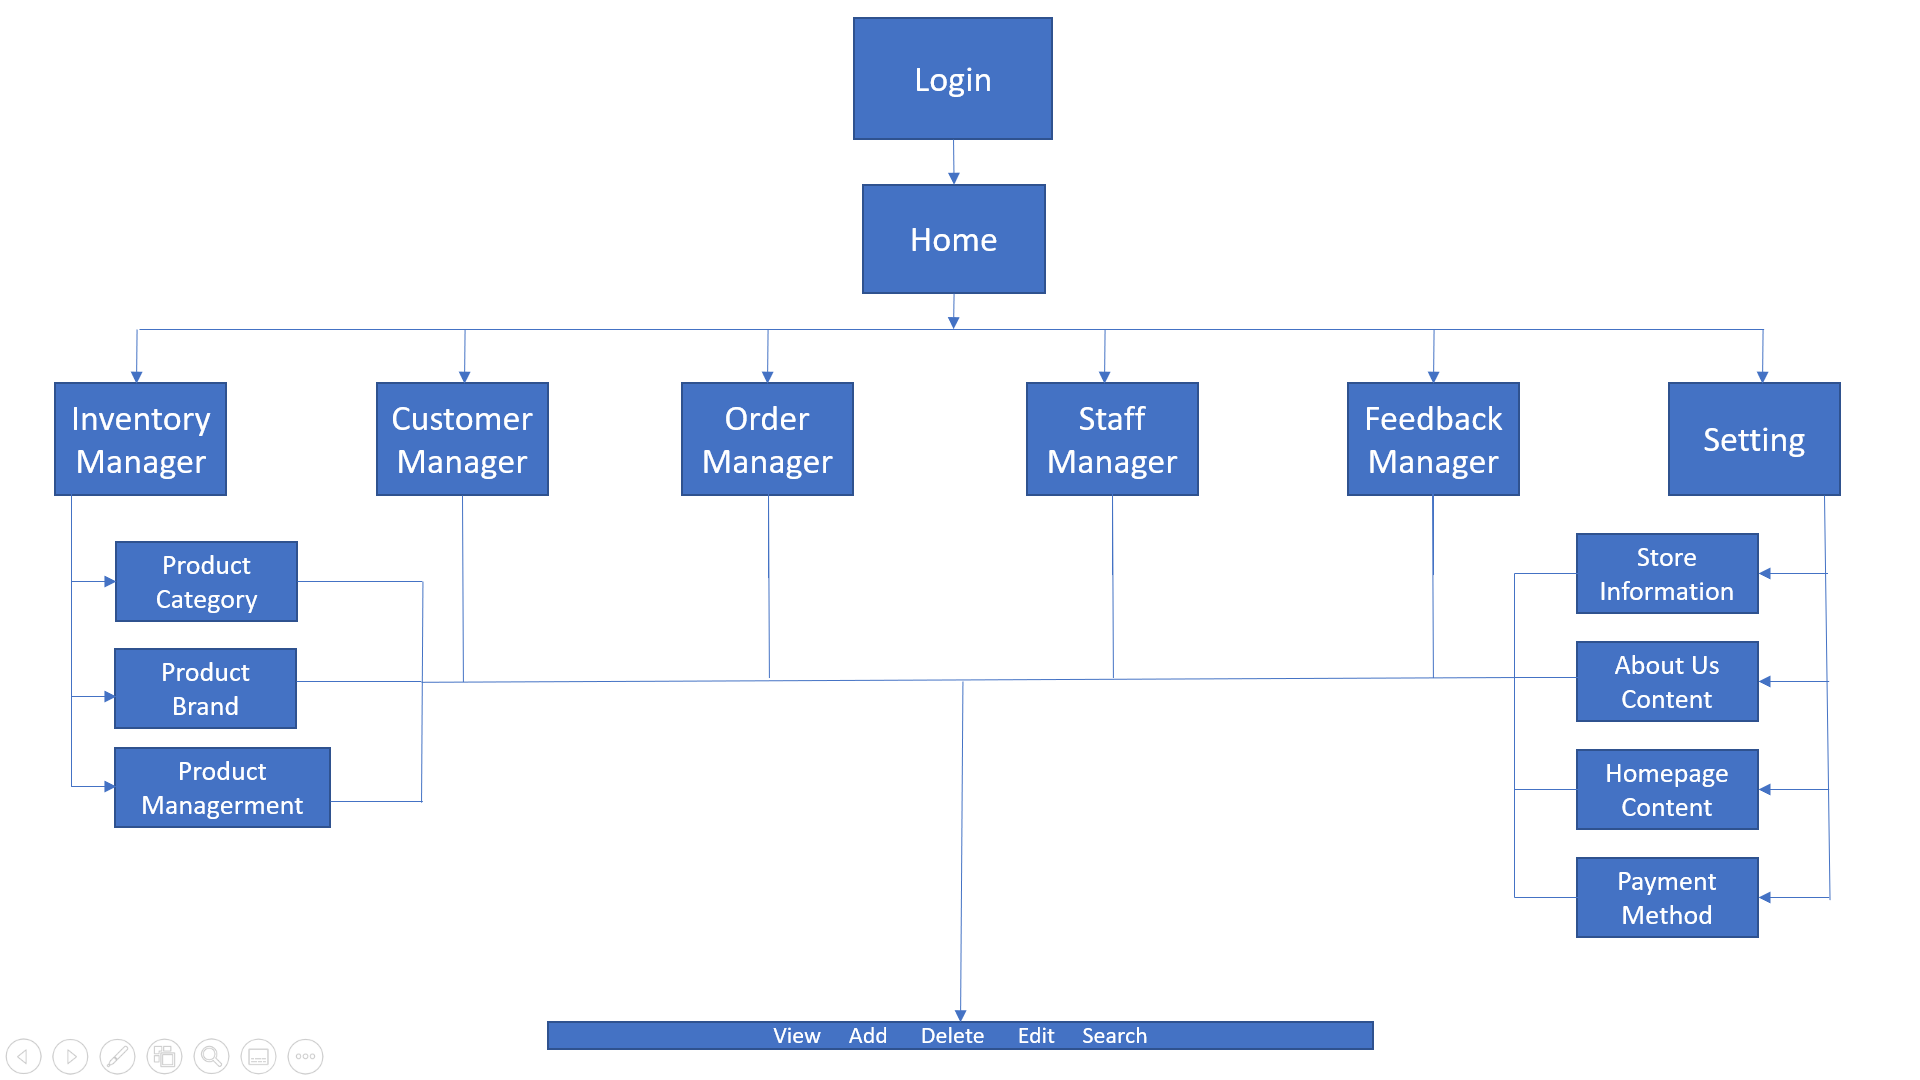 Login
Home
Inventory
Manager
Customer
Manager
Order
Manager
Staff
Manager
Feedback
Manager
Setting
Product
Category
Product
Brand
Product
Managerment
Store
Information
About Us
Content
Homepage
Content
Payment
Method
View Add Delete Edit Search